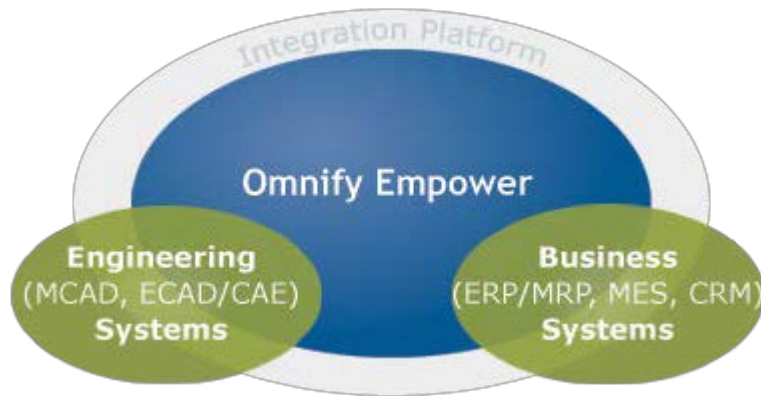 Integration Platform
Omnify Empower
Engineering
(MCAD, ECAD/CAE)
Systems
Business
(ERP/MRP, MES, CRM)
Systems